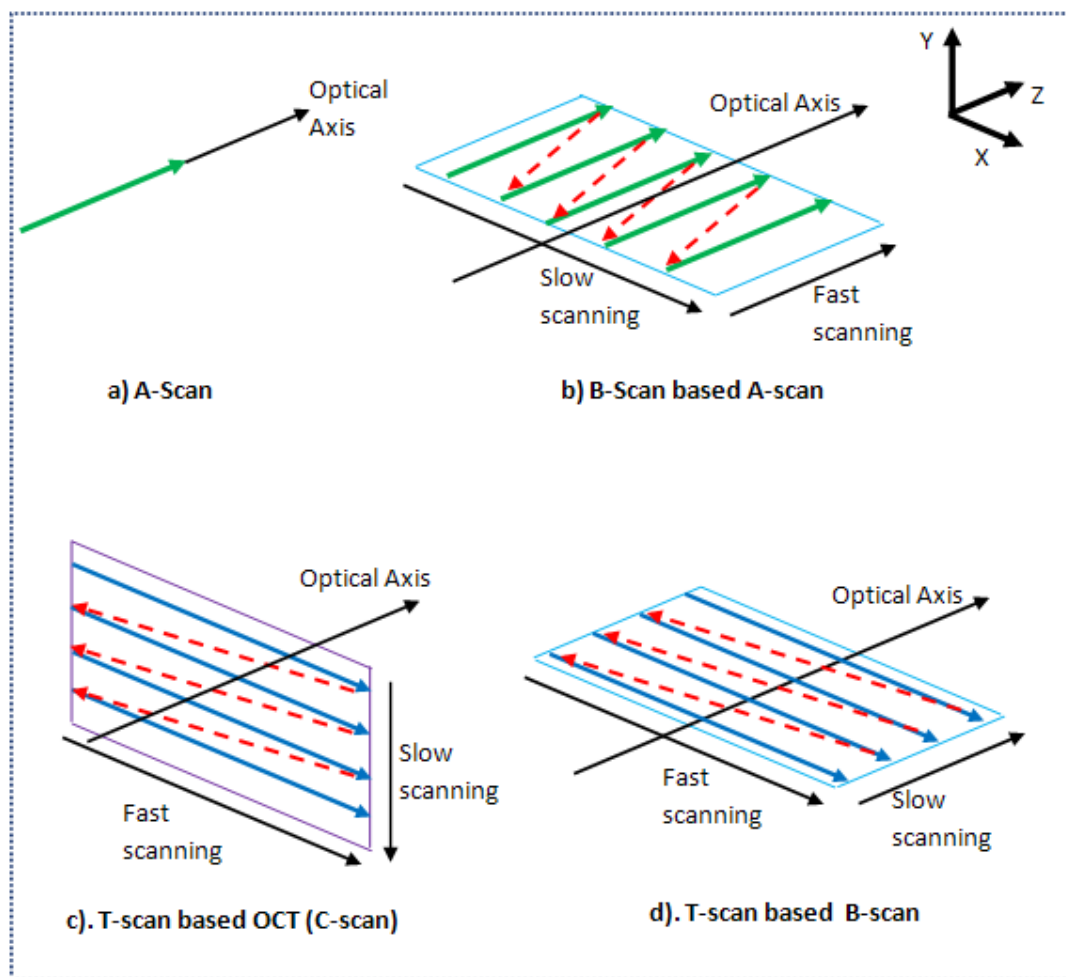 Optical
Axis
a) A-Scan
Optical Axis
Slow
scanning
Fast
scanning
b) B-Scan based A-scan
Y
Z
X
Optical Axis
Slow
scanning
Fast
scanning
c). T-scan based OCT (C-scan)
Optical Axis
Fast
scanning
Slow
scanning
d). T-scan based B-scan